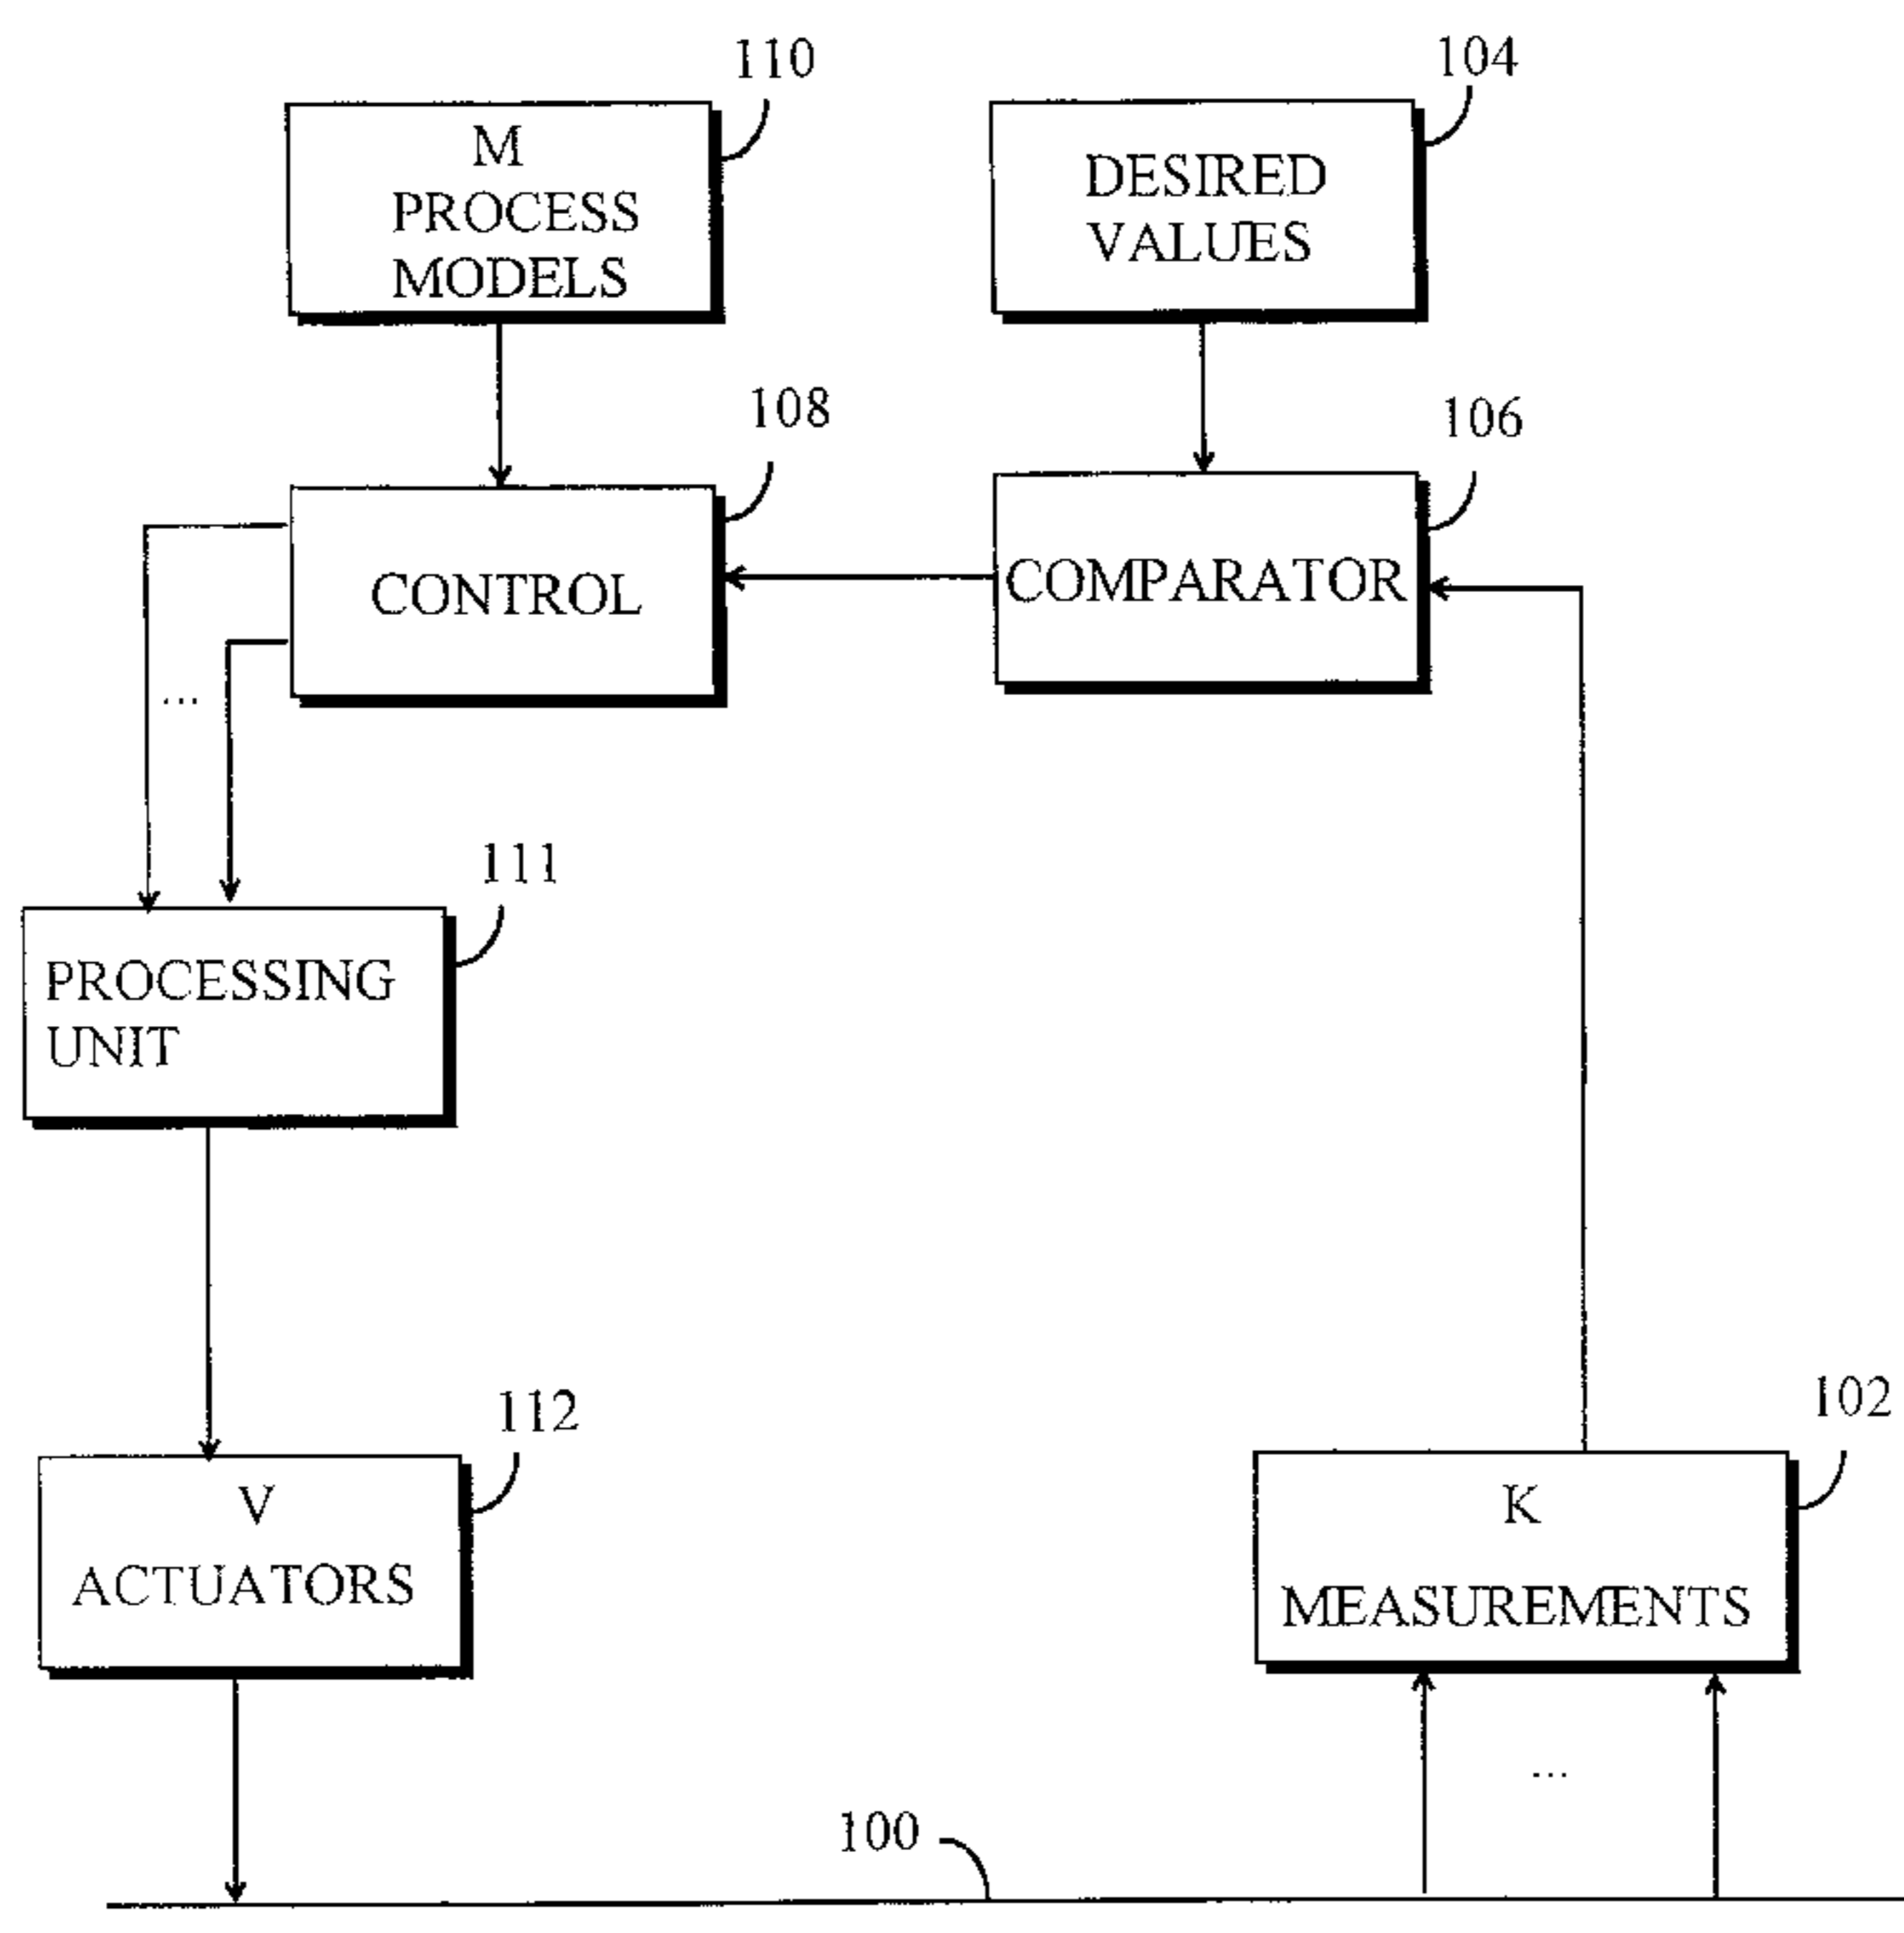 110
104
M
PROCESS
MODELS
DESIRED
VALUES
108
106
CONTROL
COMPARATOR
...
111
PROCESSING
UNIT
112
102
V
ACTUATORS
K
MEASUREMENTS
...
100